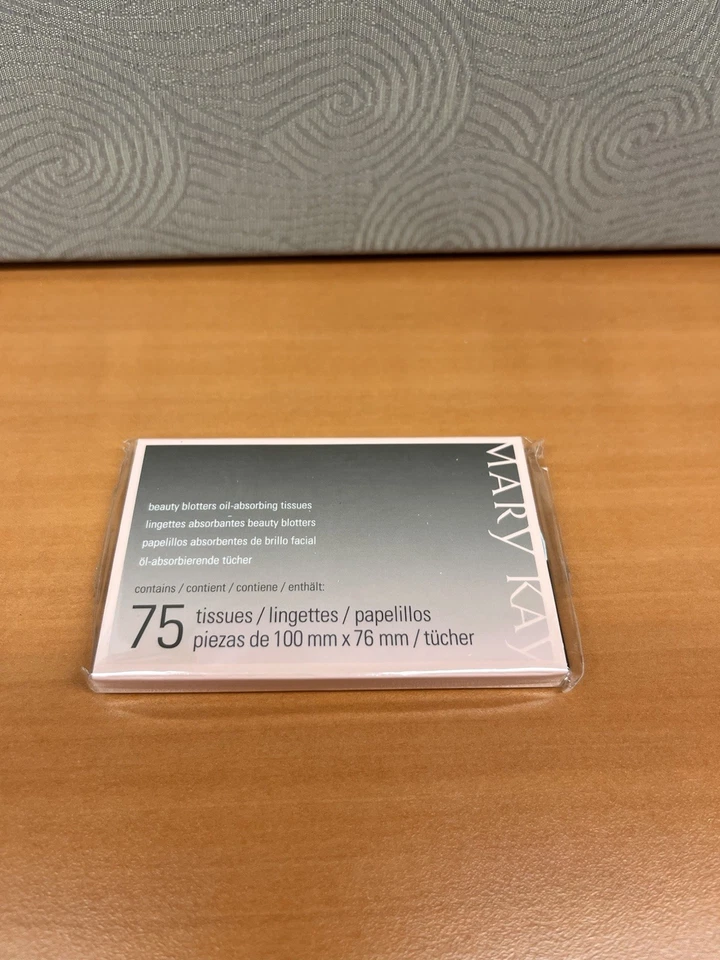 beauty blotters oil-absorbing tissues
lingettes absorbantes beauty blotters
papelillos absorbentes de brillo facial
öl-absorbierende tücher
contains / contient / contiene / enthält:
75 tissues / lingettes / papelillos
piezas de 100 mm x 76 mm / tücher
MARY KAY